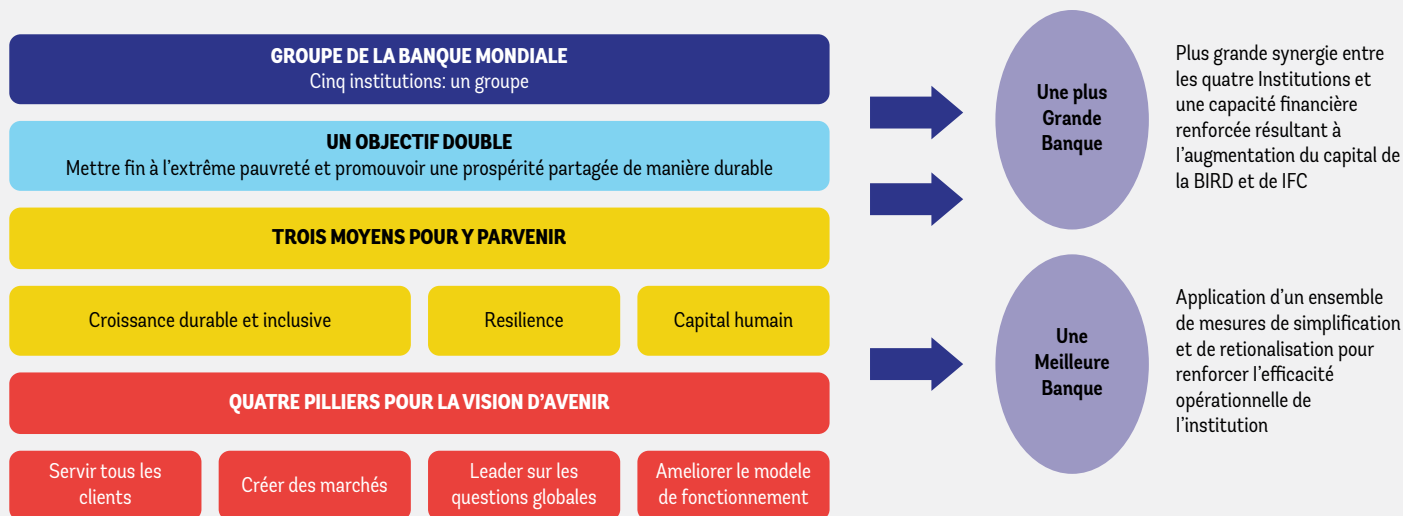 GROUPE DE LA BANQUE MONDIALE
Cinq institutions: un groupe
UN OBJECTIF DOUBLE
Mettre fin à l'extrême pauvreté et promouvoir une prospérité partagée de manière durable
TROIS MOYENS POUR Y PARVENIR
Croissance durable et inclusive
Resilience
Capital humain
QUATRE PILLIERS POUR LA VISION D'AVENIR
Servir tous les
clients
Créer des marchés
Leader sur les
questions globales
Ameliorer le modele
de fonctionnement
Une plus
Grande
Banque
Plus grande synergie entre
les quatre Institutions et
une capacité financière
renforcée résultant à
l'augmentation du capital de
la BIRD et de IFC
Une
Meilleure
Banque
Application d'un ensemble
de mesures de simplification
et de retionalisation pour
renforcer l'efficacité
opérationnelle de
l'institution